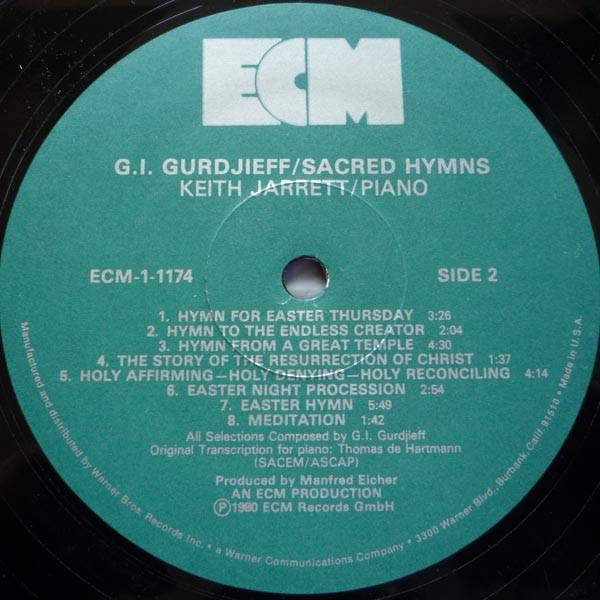 ECM
G.I. GURDJIEFF/SACRED HYMNS
KEITH JARRETT/PIANO
ECM-1-1174
SIDE 2
1. HYMN FOR EASTER THURSDAY 3:26
2. HYMN TO THE ENDLESS CREATOR 2:04
3. HYMN FROM A GREAT TEMPLE 4:30
4. THE STORY OF THE RESURRECTION OF CHRIST 1:37
5. HOLY AFFIRMING—HOLY DENYING—HOLY RECONCILING 4:14
6. EASTER NIGHT PROCESSION 2:54
7. EASTER HYMN 5:49
8. MEDITATION 1:42
All Selections Composed by G.I. Gurdjieff
Original Transcription for piano: Thomas de Hartmann
(SACEM/ASCAP)
Produced by Manfred Eicher
AN ECM PRODUCTION
Ⓟ1980 ECM Records GmbH
Manufactured and distributed by Warner Bros. Records Inc. • a Warner Communications Company • 3300 Warner Blvd., Burbank, Calif. 91510 • Made in U.S.A.